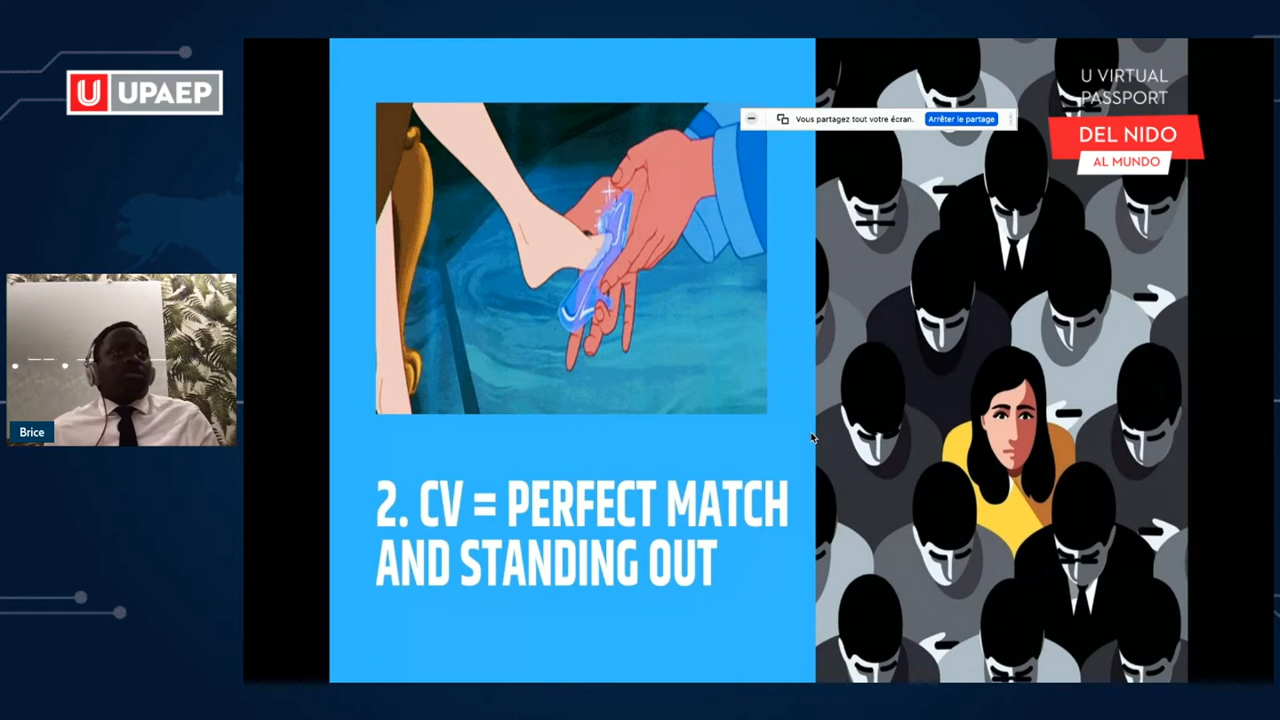 U UPAEP
U VIRTUAL
PASSPORT
DEL NIDO
AL MUNDO
Vous partagez tout votre écran.
Arrêter le partage
Brice
2. CV = PERFECT MATCH
AND STANDING OUT